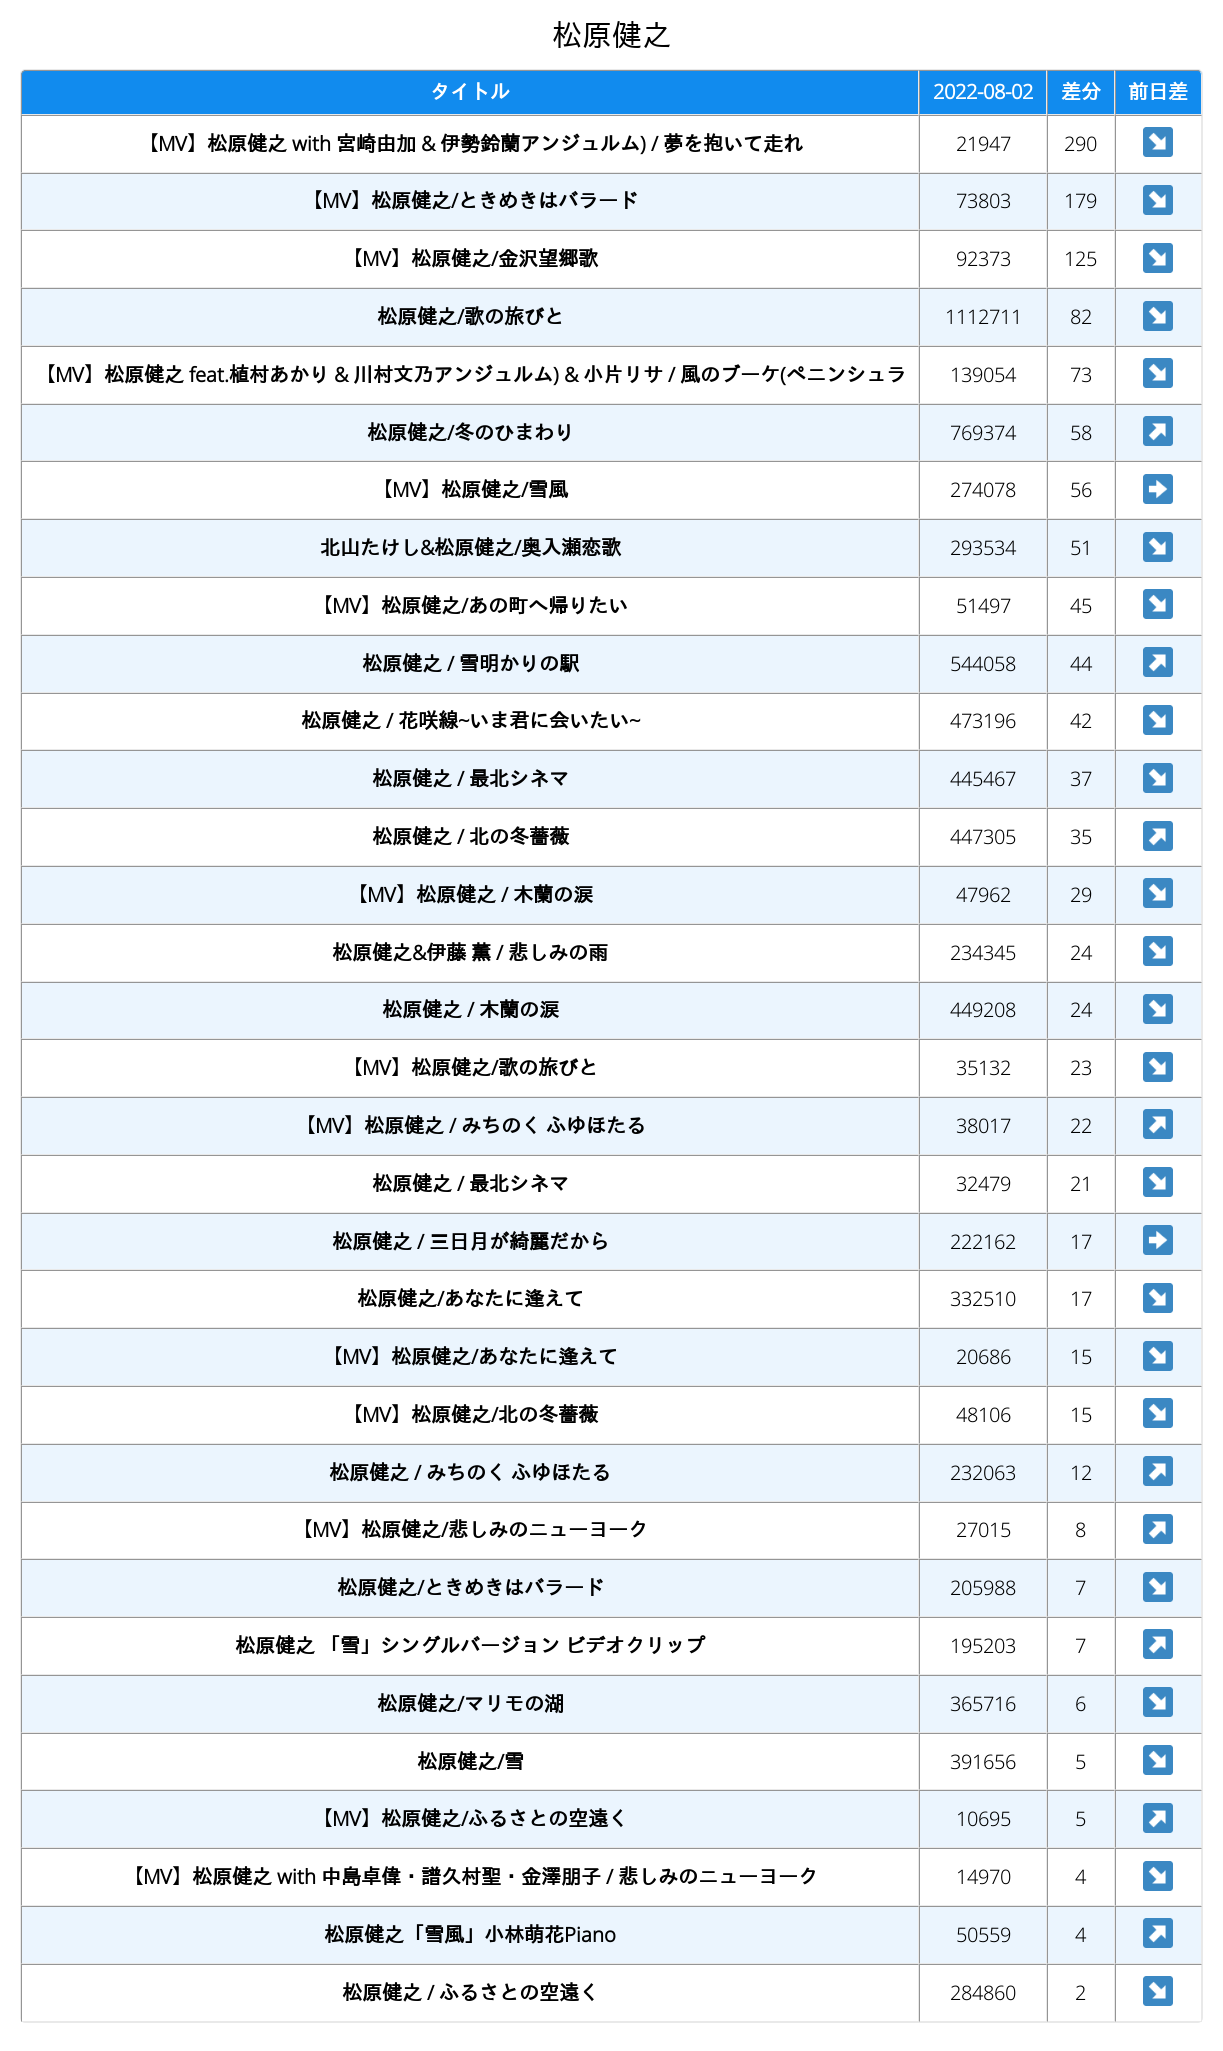 松原健之
タイトル 2022-08-02 差分 前日差
【MV】松原健之 with 宮崎由加 & 伊勢鈴蘭アンジュルム) / 夢を抱いて走れ 21947 290 ↘
【MV】松原健之/ときめきはバラード 73803 179 ↘
【MV】松原健之/金沢望郷歌 92373 125 ↘
松原健之/歌の旅びと 1112711 82 ↘
【MV】松原健之 feat.植村あかり & 川村文乃アンジュルム) & 小片リサ / 風のブーケ(ペニンシュラ 139054 73 ↘
松原健之/冬のひまわり 769374 58 ↗
【MV】松原健之/雪風 274078 56 ➡
北山たけし&松原健之/奥入瀬恋歌 293534 51 ↘
【MV】松原健之/あの町へ帰りたい 51497 45 ↘
松原健之 / 雪明かりの駅 544058 44 ↗
松原健之 / 花咲線~いま君に会いたい~ 473196 42 ↘
松原健之 / 最北シネマ 445467 37 ↘
松原健之 / 北の冬薔薇 447305 35 ↗
【MV】松原健之 / 木蘭の涙 47962 29 ↘
松原健之&伊藤 薫 / 悲しみの雨 234345 24 ↘
松原健之 / 木蘭の涙 449208 24 ↘
【MV】松原健之/歌の旅びと 35132 23 ↘
【MV】松原健之 / みちのく ふゆほたる 38017 22 ↗
松原健之 / 最北シネマ 32479 21 ↘
松原健之 / 三日月が綺麗だから 222162 17 ➡
松原健之/あなたに逢えて 332510 17 ↘
【MV】松原健之/あなたに逢えて 20686 15 ↘
【MV】松原健之/北の冬薔薇 48106 15 ↘
松原健之 / みちのく ふゆほたる 232063 12 ↗
【MV】松原健之/悲しみのニューヨーク 27015 8 ↗
松原健之/ときめきはバラード 205988 7 ↘
松原健之 「雪」シングルバージョン ビデオクリップ 195203 7 ↗
松原健之/マリモの湖 365716 6 ↘
松原健之/雪 391656 5 ↘
【MV】松原健之/ふるさとの空遠く 10695 5 ↗
【MV】松原健之 with 中島卓偉・譜久村聖・金澤朋子 / 悲しみのニューヨーク 14970 4 ↘
松原健之「雪風」小林萌花Piano 50559 4 ↗
松原健之 / ふるさとの空遠く 284860 2 ↘